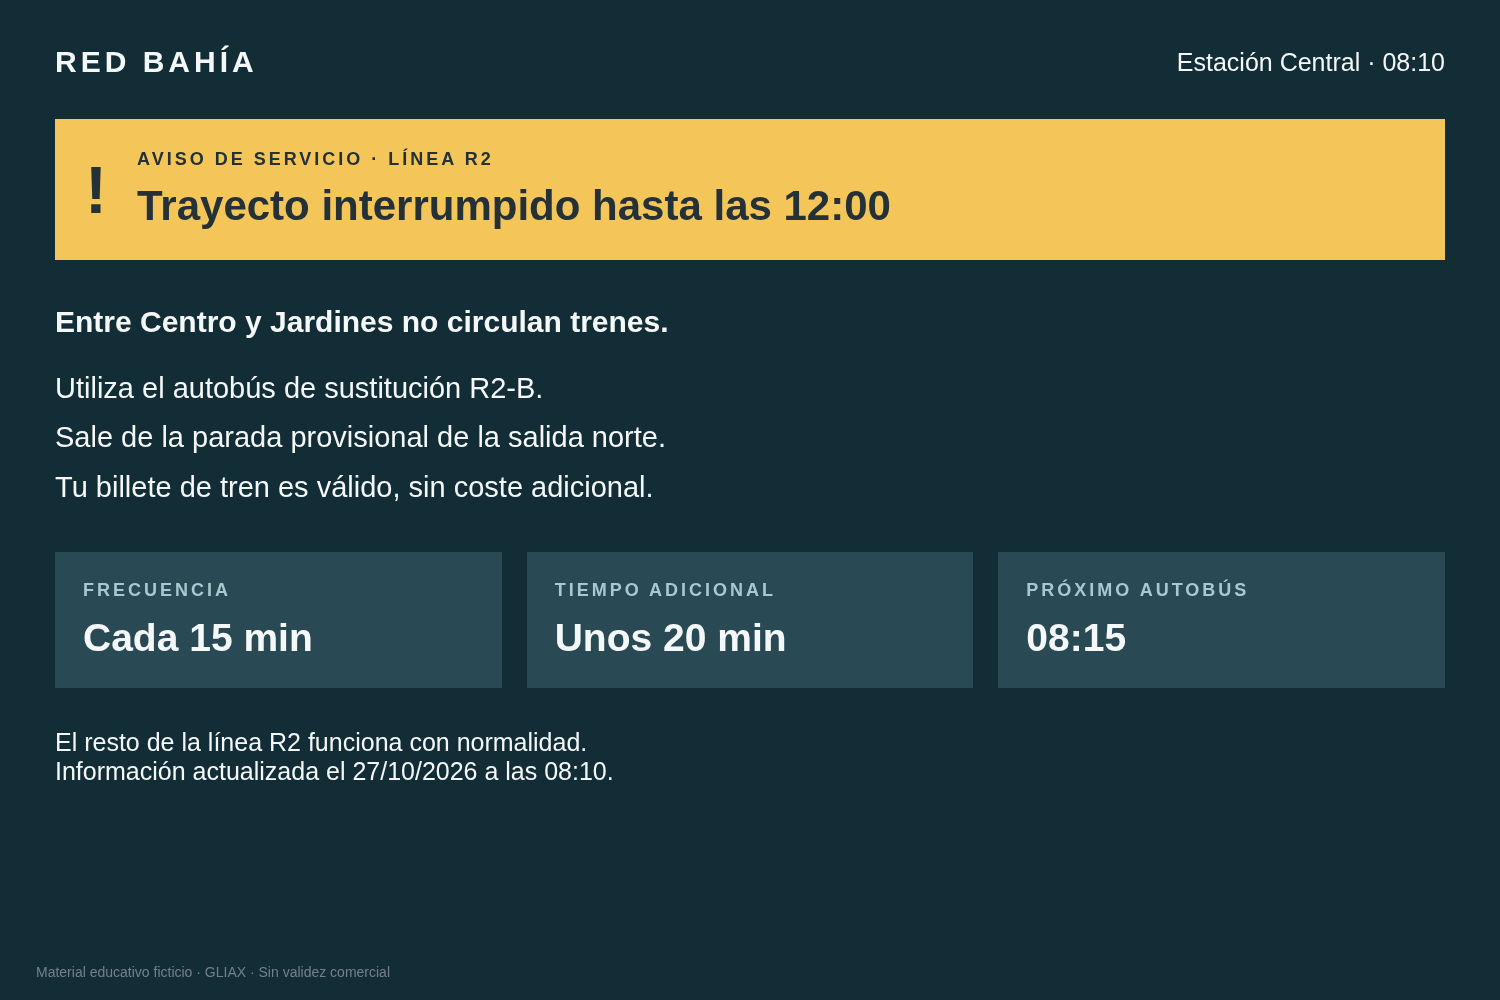 RED BAHÍA
Estación Central · 08:10
!
AVISO DE SERVICIO · LÍNEA R2
Trayecto interrumpido hasta las 12:00
Entre Centro y Jardines no circulan trenes.
Utiliza el autobús de sustitución R2-B.
Sale de la parada provisional de la salida norte.
Tu billete de tren es válido, sin coste adicional.
FRECUENCIA
Cada 15 min
TIEMPO ADICIONAL
Unos 20 min
PRÓXIMO AUTOBÚS
08:15
El resto de la línea R2 funciona con normalidad.
Información actualizada el 27/10/2026 a las 08:10.
Material educativo ficticio · GLIAX · Sin validez comercial